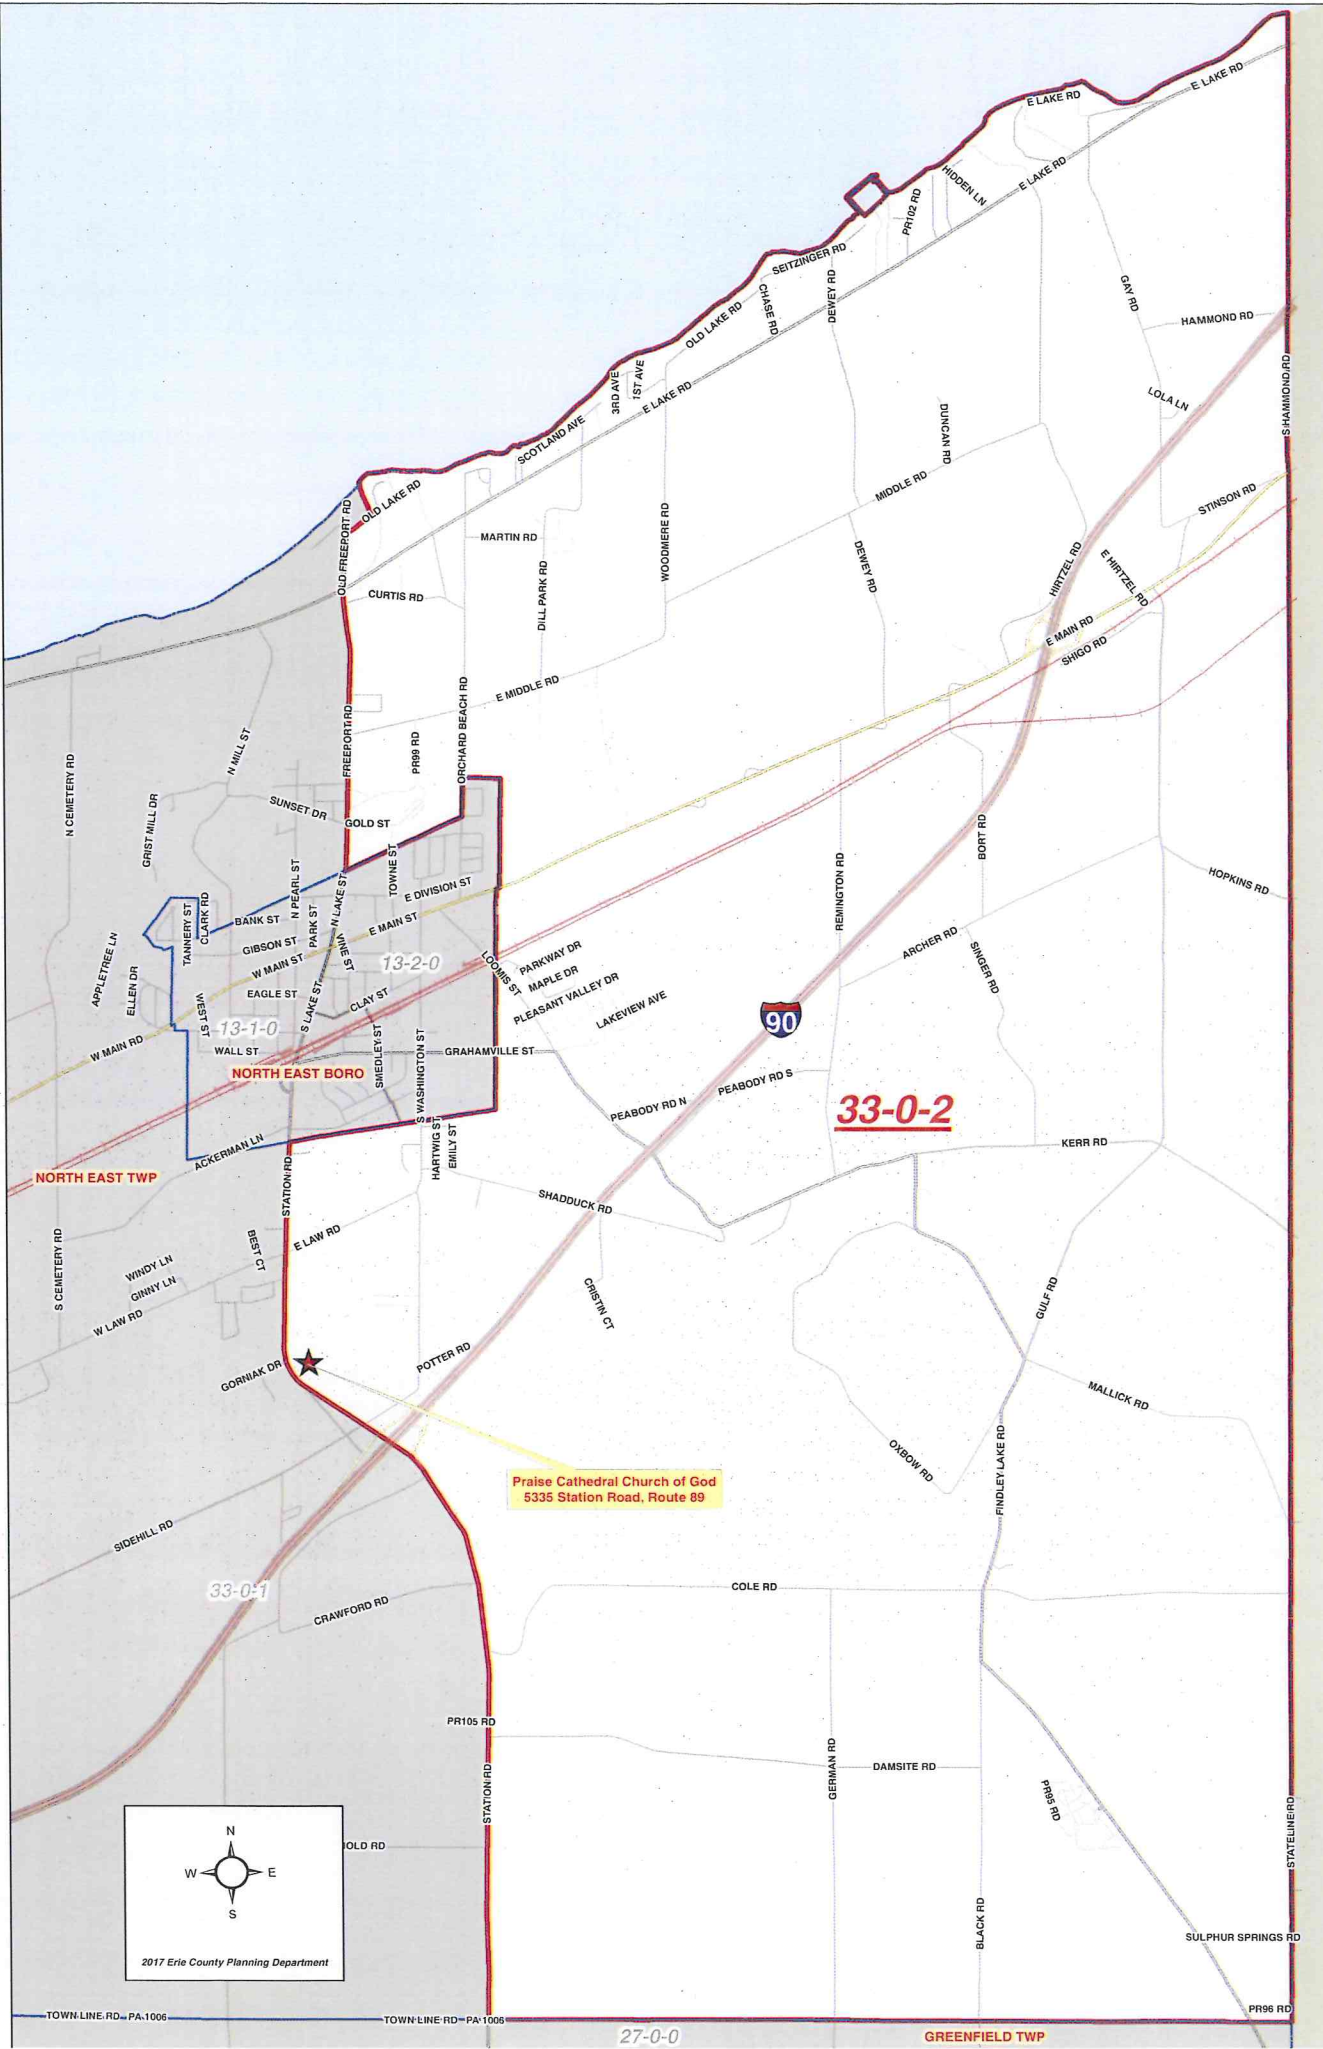 E LAKE RD
E LAKE RD
E LAKE RD
HIDDEN LN
PR102 RD
SEITZINGER RD
CHASE RD
DEWEY RD
OLD LAKE RD
GAY RD
HAMMOND RD
S HAMMOND RD
LOLA LN
3RD AVE
1ST AVE
E LAKE RD
SCOTLAND AVE
DUNCAN RD
MIDDLE RD
STINSON RD
OLD LAKE RD
OLD FREEPORT RD
MARTIN RD
WOODMERE RD
DEWEY RD
HIRTZEL RD
E HIRTZEL RD
CURTIS RD
DILL PARK RD
E MAIN RD
SHIGO RD
E MIDDLE RD
ORCHARD BEACH RD
FREEPORT RD
PR99 RD
N MILL ST
N CEMETERY RD
GRIST MILL DR
SUNSET DR
GOLD ST
BORT RD
HOPKINS RD
REMINGTON RD
TOWNE ST
E DIVISION ST
N PEARL ST
N LAKE ST
TANNERY ST
CLARK RD
BANK ST
PARK ST
E MAIN ST
GIBSON ST
VINE ST
W MAIN ST
13-2-0
APPLETREE LN
ELLEN DR
ARCHER RD
SINGER RD
LOOMIS ST
PARKWAY DR
MAPLE DR
PLEASANT VALLEY DR
LAKEVIEW AVE
WEST ST
EAGLE ST
S LAKE ST
CLAY ST
90
13-1-0
W MAIN RD
WALL ST
SMEDLEY ST
S WASHINGTON ST
GRAHAMVILLE ST
NORTH EAST BORO
PEABODY RD S
PEABODY RD N
33-0-2
ACKERMAN LN
HARTWIG ST
EMILY ST
KERR RD
NORTH EAST TWP
STATION RD
SHADDUCK RD
S CEMETERY RD
BEST CT
E LAW RD
WINDY LN
GINNY LN
W LAW RD
CRISTIN CT
GULF RD
GORNIAK DR
POTTER RD
MALLICK RD
OXBOW RD
FINDLEY LAKE RD
Praise Cathedral Church of God
5335 Station Road, Route 89
SIDEHILL RD
33-0-1
CRAWFORD RD
COLE RD
PR105 RD
STATION RD
GERMAN RD
DAMSITE RD
PR95 RD
STATELINE RD
OLD RD
N
W E
S
2017 Erie County Planning Department
BLACK RD
SULPHUR SPRINGS RD
PR96 RD
TOWN LINE RD - PA 1006
TOWN LINE RD - PA 1006
27-0-0
GREENFIELD TWP